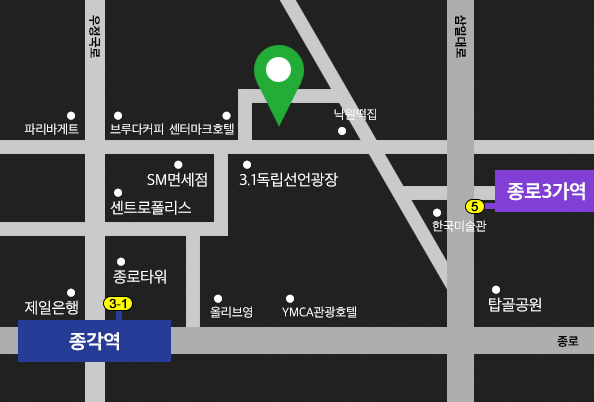 우정국로
삼일대로
낙원떡집
파리바게트
브루다커피
센터마크호텔
SM면세점
3.1독립선언광장
종로3가역
센트로폴리스
5
한국미술관
종로타워
제일은행
3-1
올리브영
YMCA관광호텔
탑골공원
종각역
종로